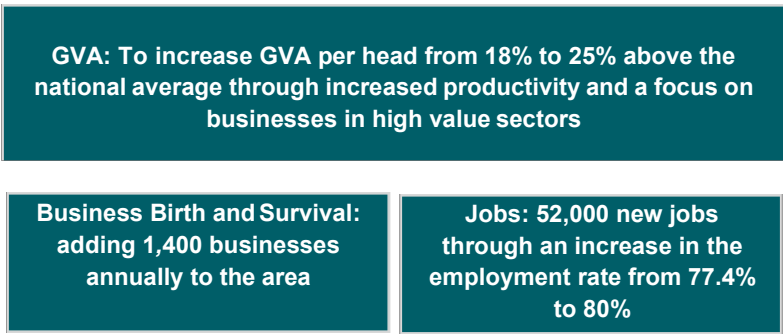 GVA: To increase GVA per head from 18% to 25% above the
national average through increased productivity and a focus on
businesses in high value sectors
Business Birth and Survival:
adding 1,400 businesses
annually to the area
Jobs: 52,000 new jobs
through an increase in the
employment rate from 77.4%
to 80%